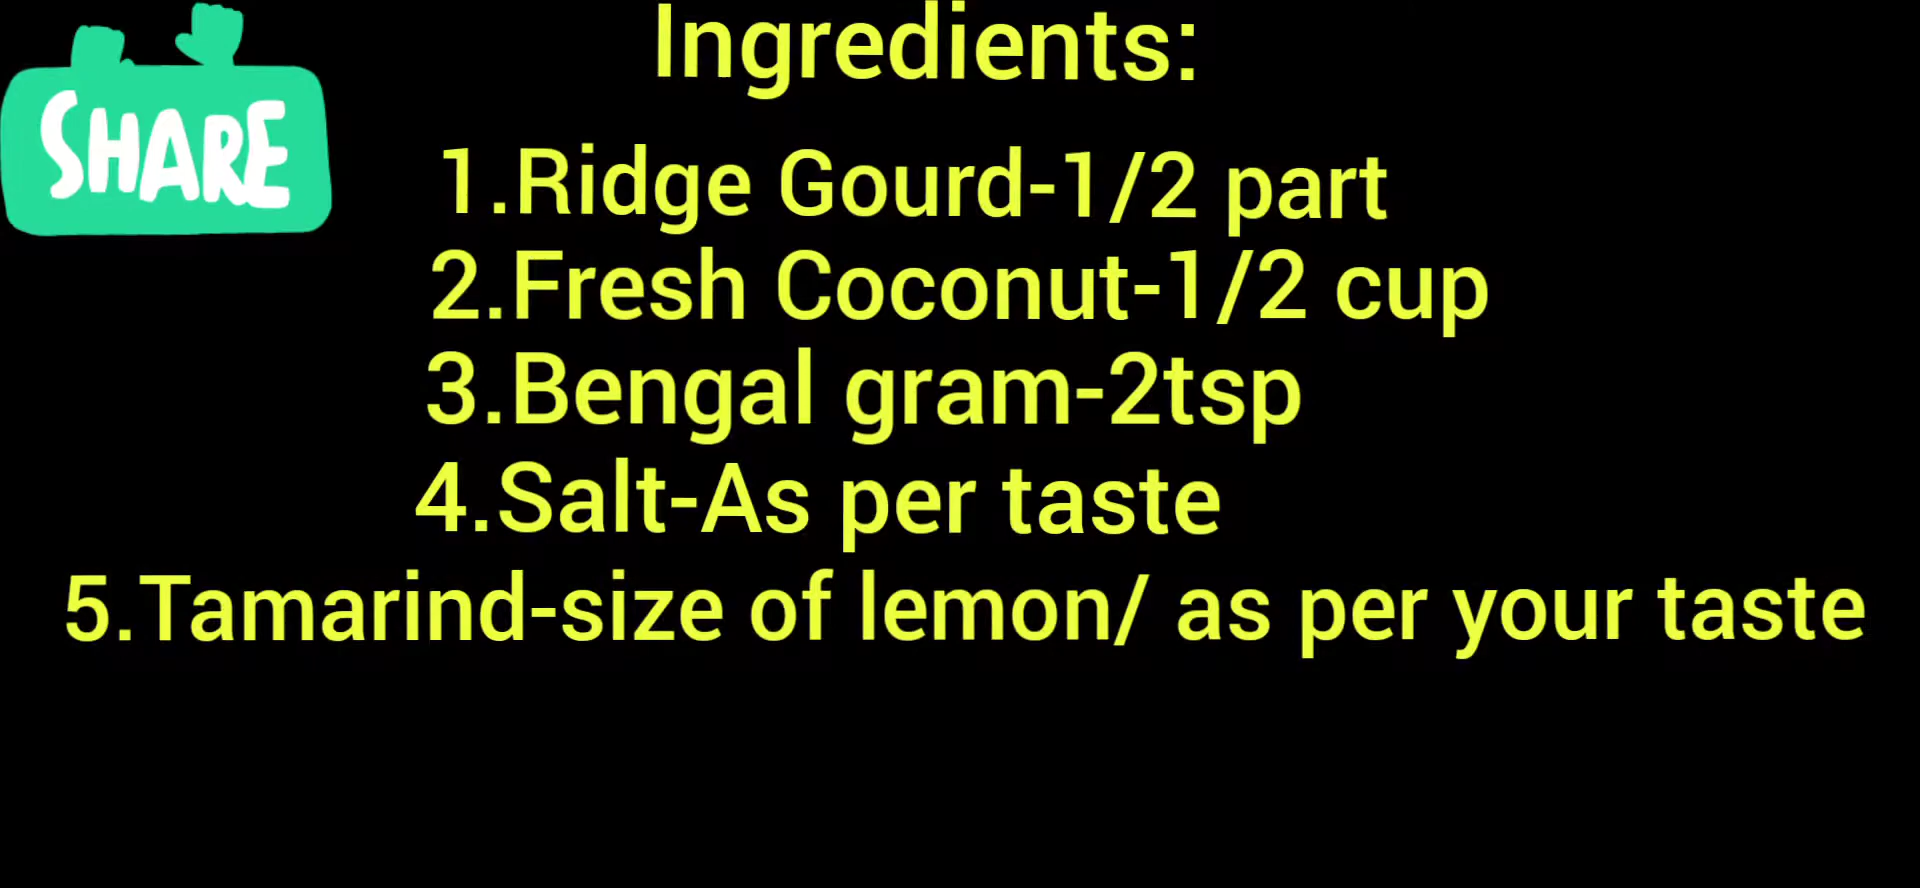 SHARE
Ingredients:
1.Ridge Gourd-1/2 part
2.Fresh Coconut-1/2 cup
3.Bengal gram-2tsp
4.Salt-As per taste
5.Tamarind-size of lemon/ as per your taste